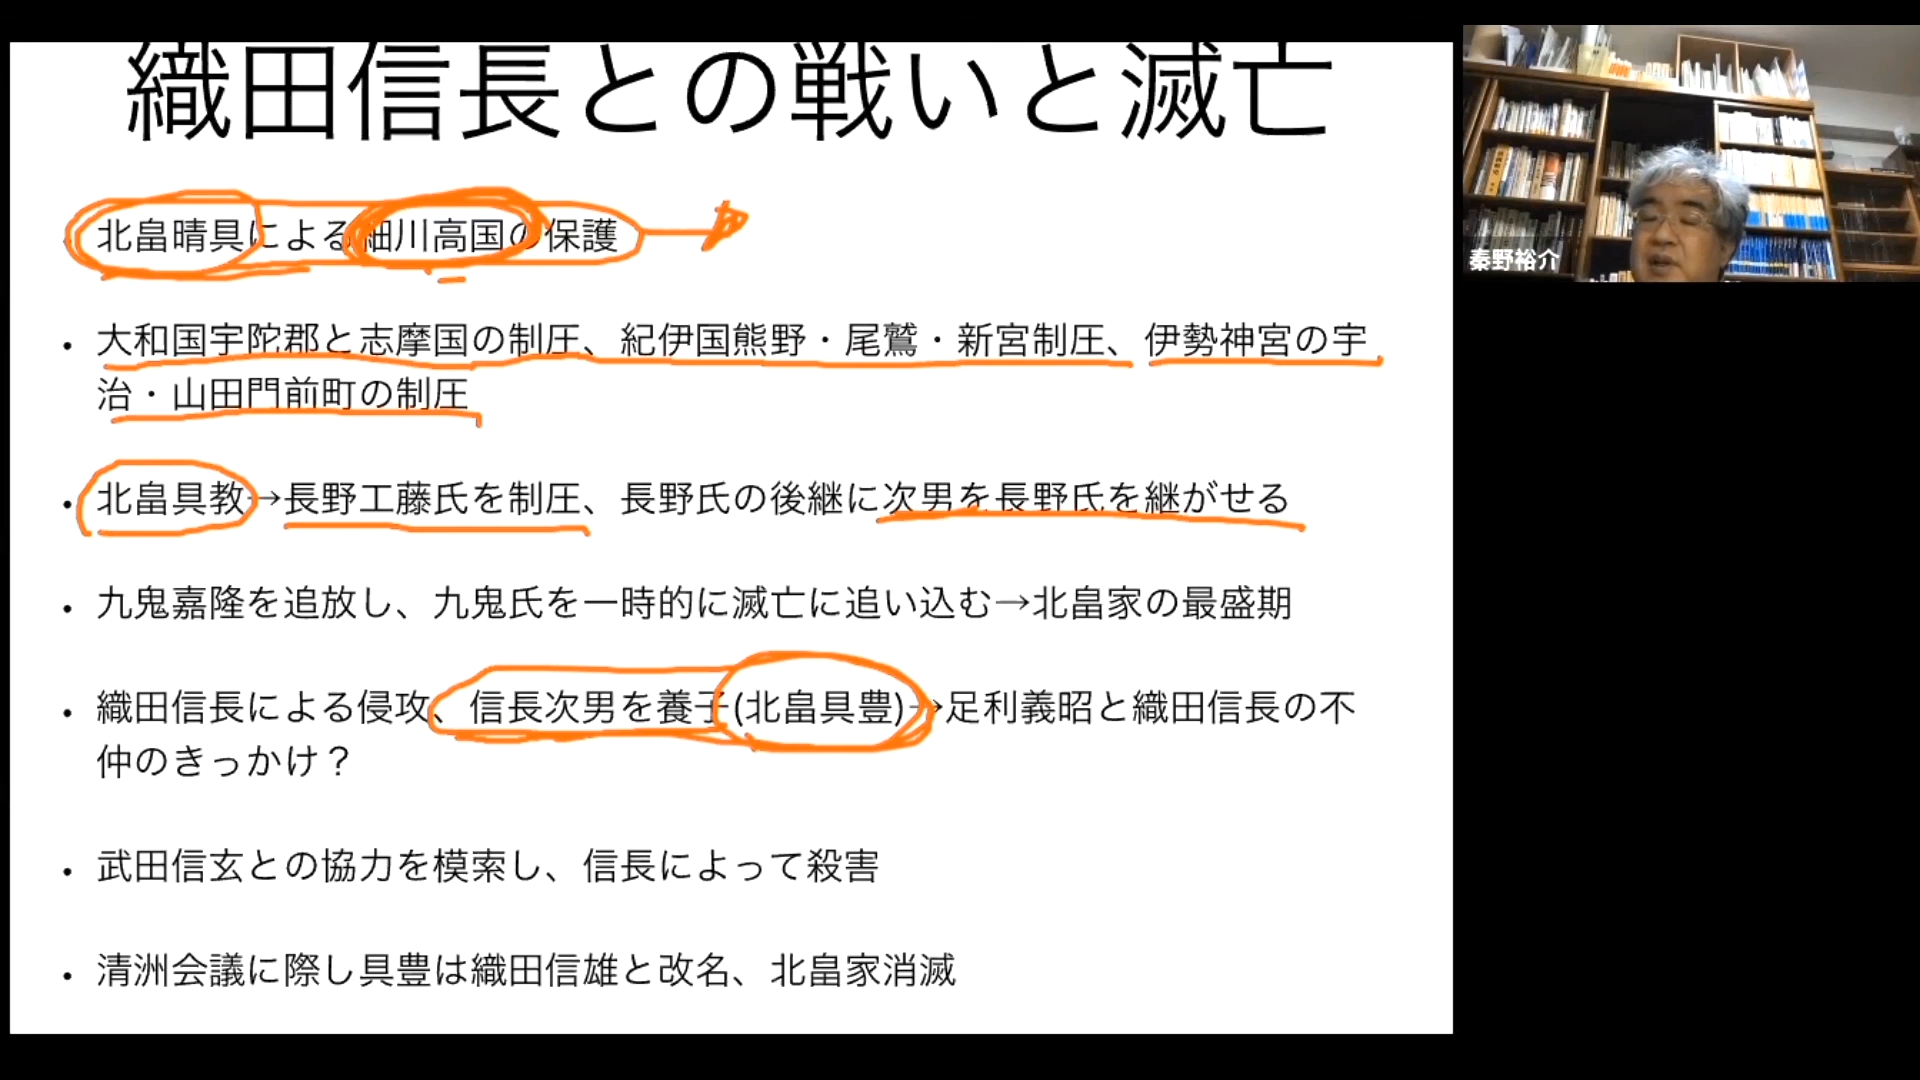 織田信長との戦いと滅亡
・北畠晴具による細川高国の保護
・大和国宇陀郡と志摩国の制圧、紀伊国熊野・尾鷲・新宮制圧、伊勢神宮の宇
治・山田門前町の制圧
・北畠具教→長野工藤氏を制圧、長野氏の後継に次男を長野氏を継がせる
・九鬼嘉隆を追放し、九鬼氏を一時的に滅亡に追い込む→北畠家の最盛期
・織田信長による侵攻、信長次男を養子(北畠具豊)→足利義昭と織田信長の不
仲のきっかけ？
・武田信玄との協力を模索し、信長によって殺害
・清洲会議に際し具豊は織田信雄と改名、北畠家消滅
秦野裕介